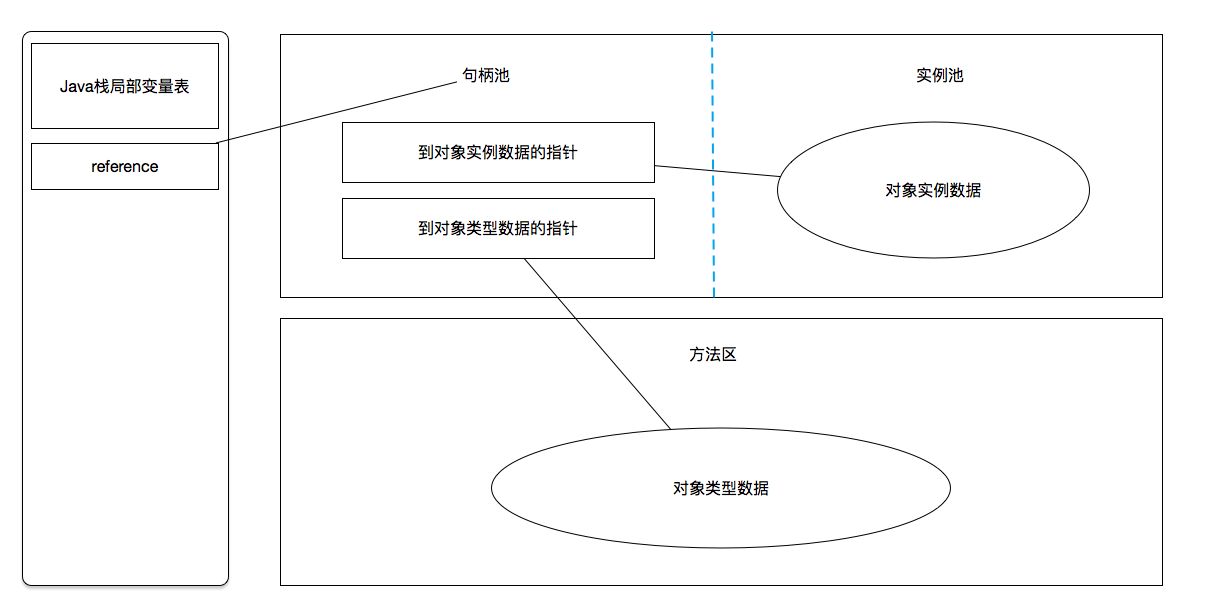 Java栈局部变量表
reference
句柄池
到对象实例数据的指针
到对象类型数据的指针
实例池
对象实例数据
方法区
对象类型数据